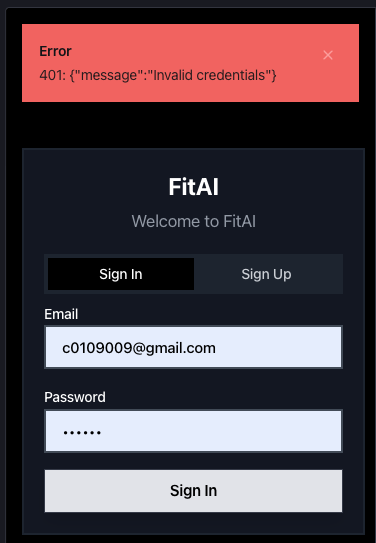 Error
401: {"message":"Invalid credentials"}
FitAI
Welcome to FitAI
Sign In
Sign Up
Email
c0109009@gmail.com
Password
••••••
Sign In